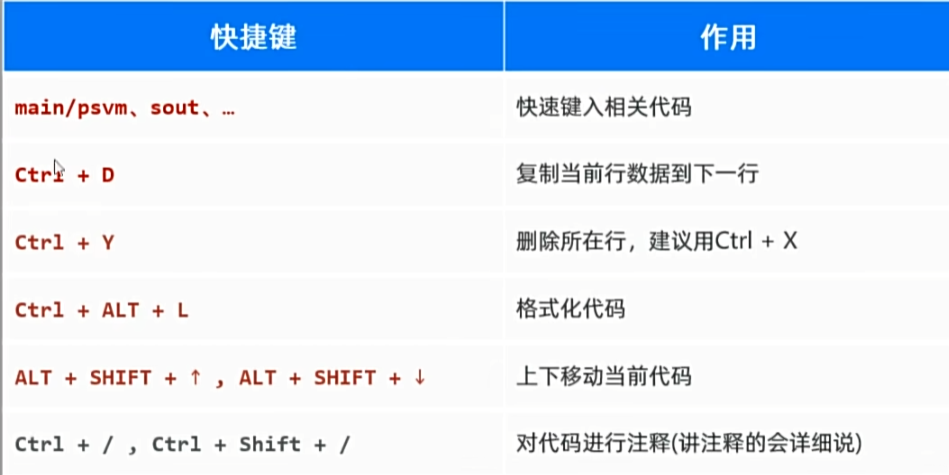 快捷键 作用
main/psvm、sout、… 快速键入相关代码
Ctrl + D 复制当前行数据到下一行
Ctrl + Y 删除所在行，建议用Ctrl + X
Ctrl + ALT + L 格式化代码
ALT + SHIFT + ↑ , ALT + SHIFT + ↓ 上下移动当前代码
Ctrl + / , Ctrl + Shift + / 对代码进行注释(讲注释的会详细说)